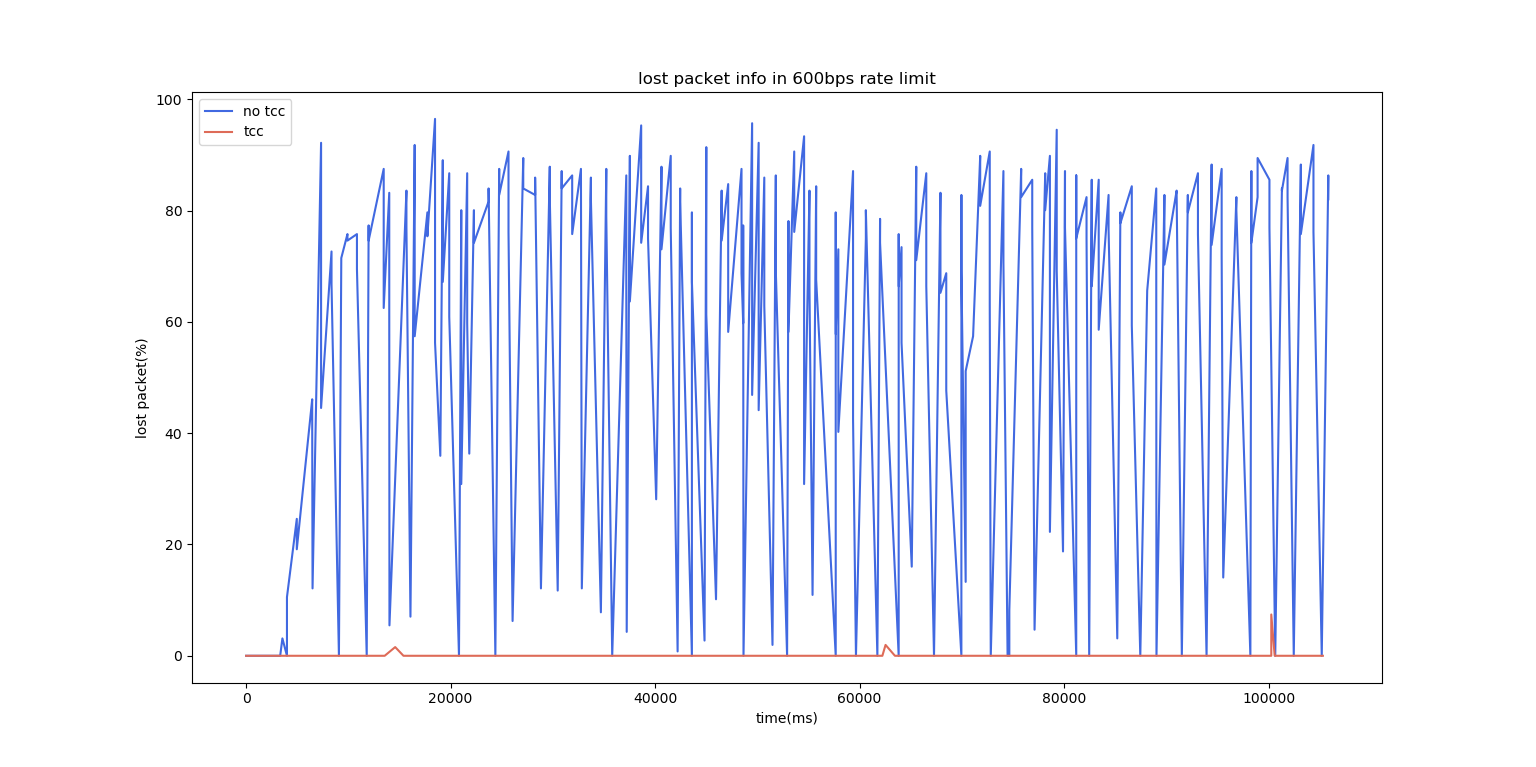 lost packet info in 600bps rate limit
no tcc
tcc
100
80
60
40
20
0
lost packet(%)
0 20000 40000 60000 80000 100000
time(ms)